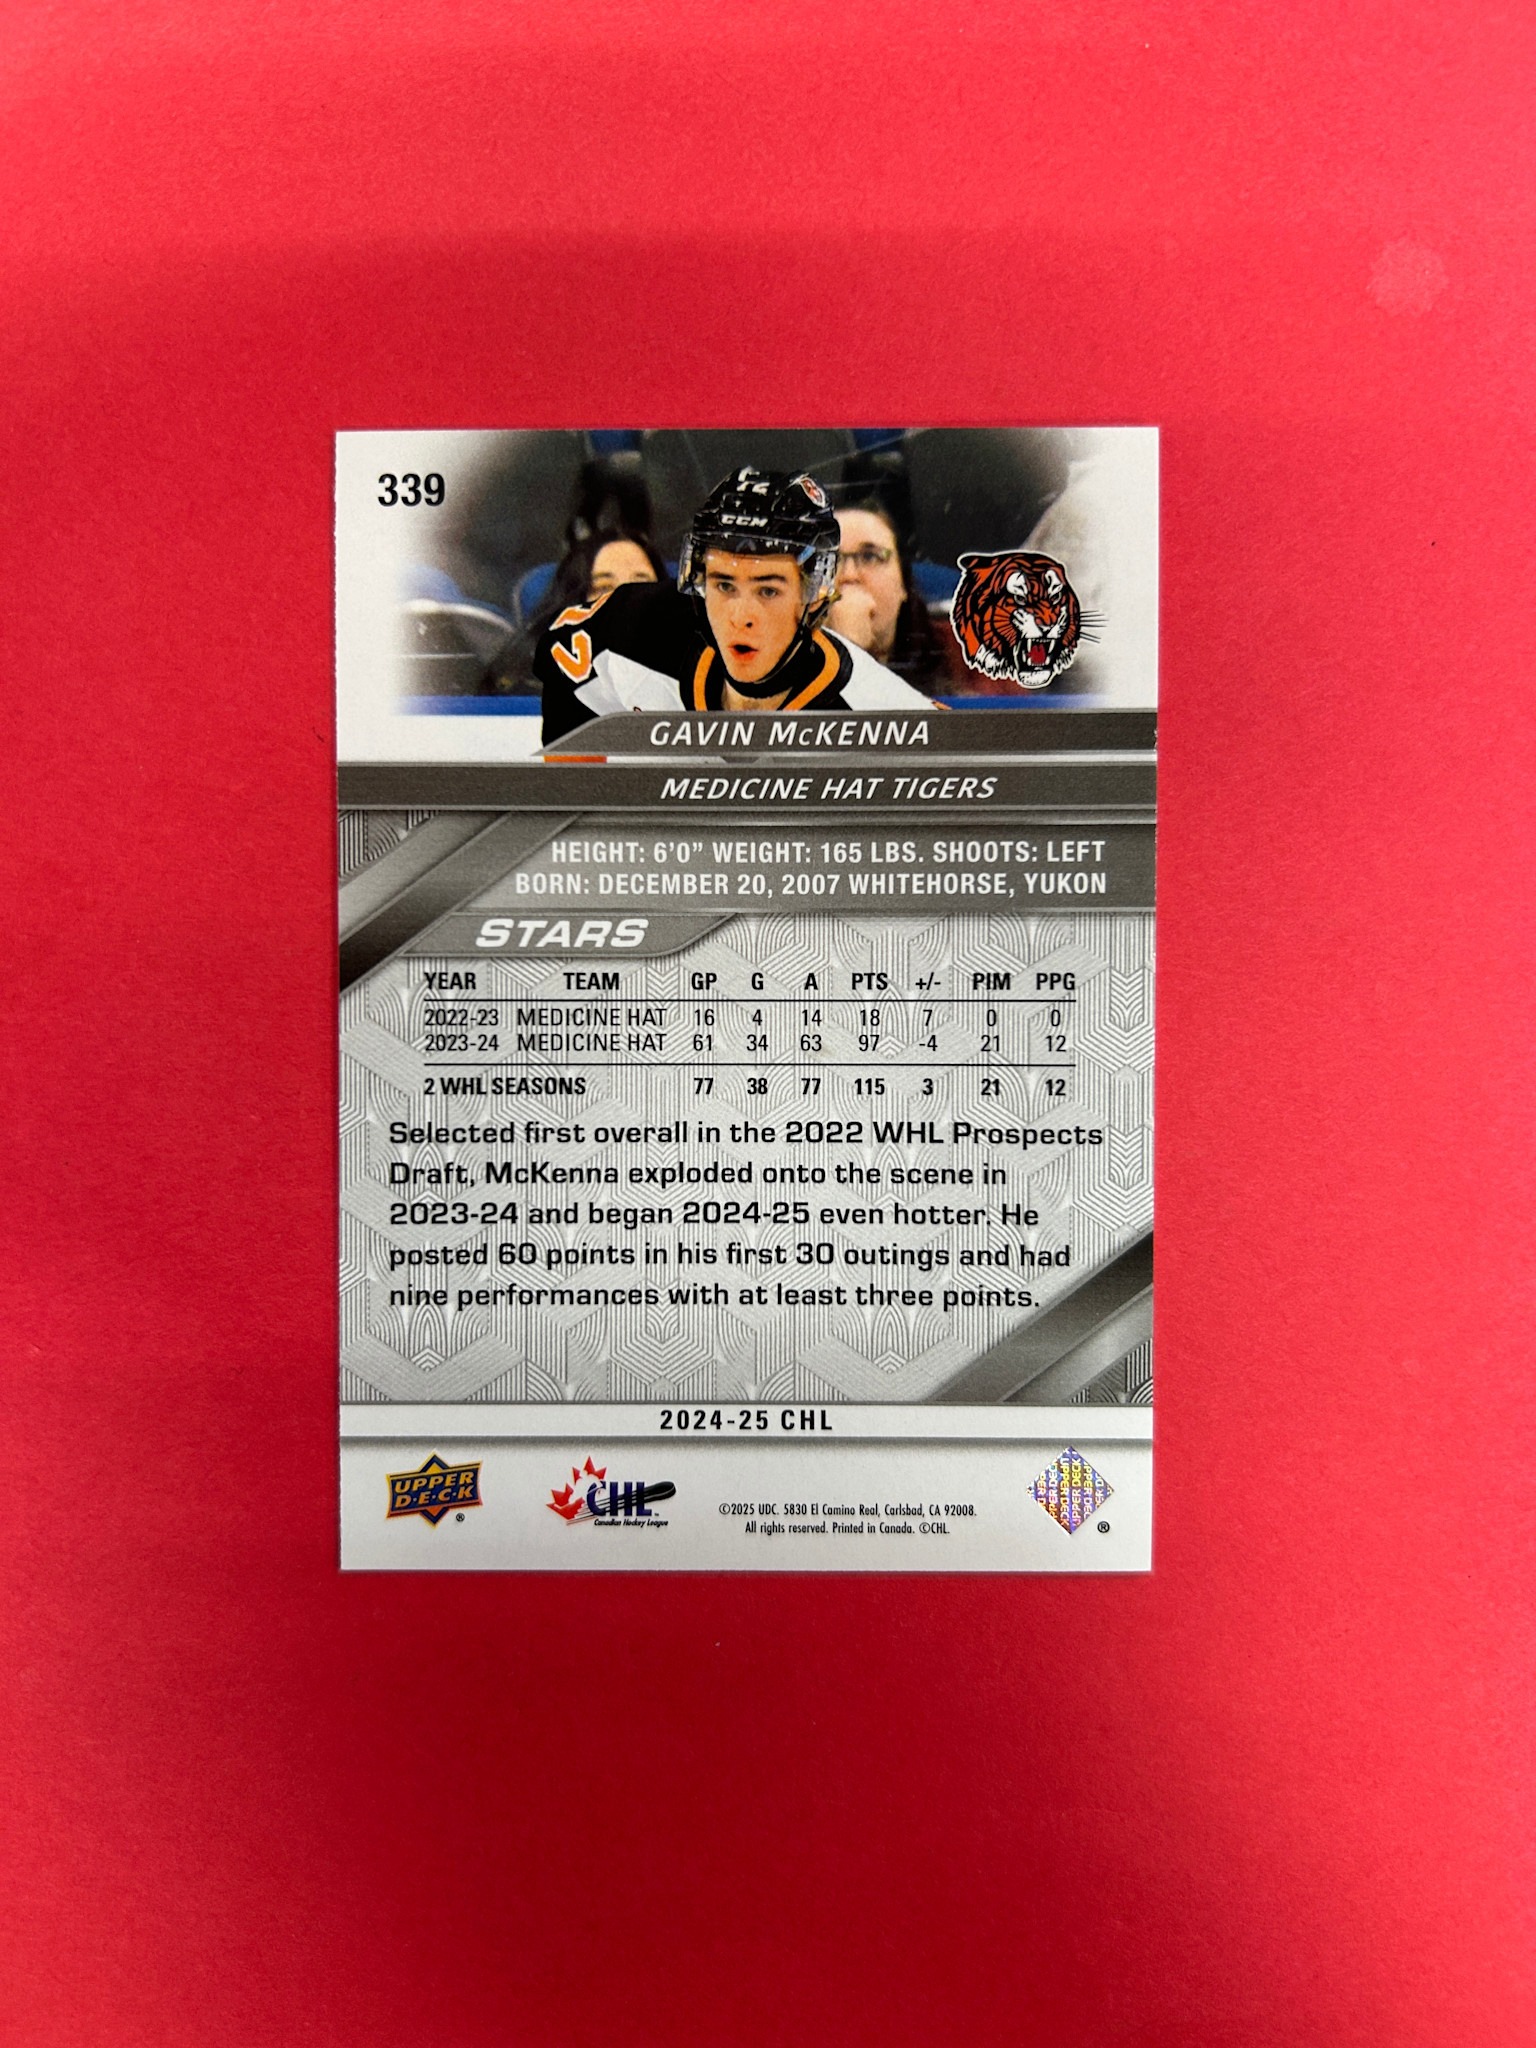 339
72
CCM
GAVIN McKENNA
MEDICINE HAT TIGERS
HEIGHT: 6'0" WEIGHT: 165 LBS. SHOOTS: LEFT
BORN: DECEMBER 20, 2007 WHITEHORSE, YUKON
STARS
YEAR TEAM GP G A PTS +/- PIM PPG
2022-23 MEDICINE HAT 16 4 14 18 7 0 0
2023-24 MEDICINE HAT 61 34 63 97 -4 21 12
2 WHL SEASONS 77 38 77 115 3 21 12
Selected first overall in the 2022 WHL Prospects
Draft, McKenna exploded onto the scene in
2023-24 and began 2024-25 even hotter. He
posted 60 points in his first 30 outings and had
nine performances with at least three points.
2024-25 CHL
UPPER
D·E·C·K
®
CHL
Canadian Hockey League
©2025 UDC. 5830 El Camino Real, Carlsbad, CA 92008.
All rights reserved. Printed in Canada. ©CHL.
UPPER DECK
®